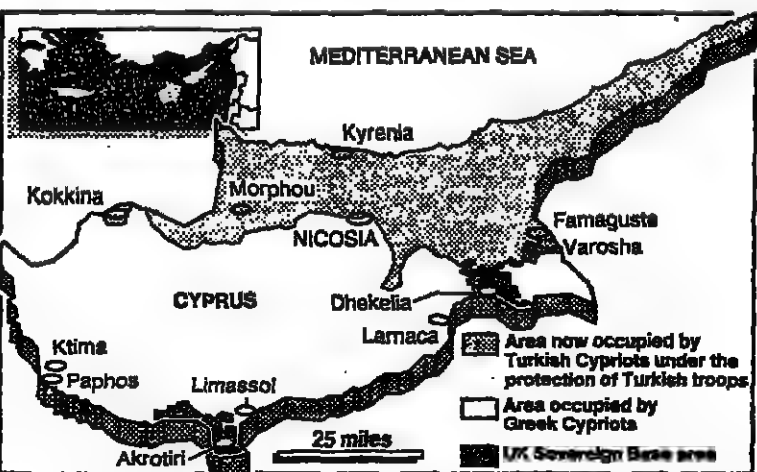 MEDITERRANEAN SEA
Kyrenia
Kokkina
Morphou
NICOSIA
Famagusta
Varosha
CYPRUS
Dhekelia
Larnaca
Ktima
Paphos
Limassol
Akrotiri
25 miles
Area now occupied by
Turkish Cypriots under the
protection of Turkish troops
Area occupied by
Greek Cypriots
UK Sovereign Base area